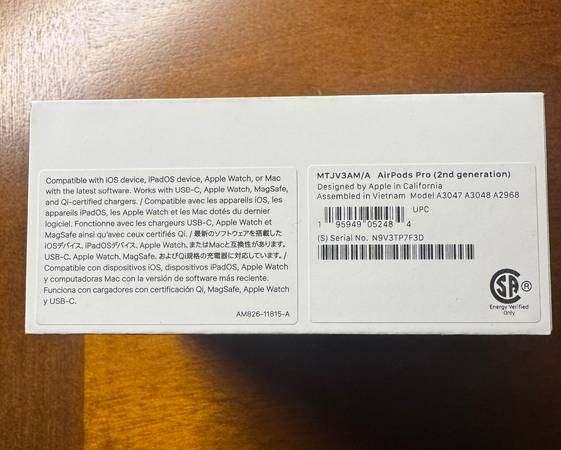 Compatible with iOS device, iPadOS device, Apple Watch, or Mac
with the latest software. Works with USB-C, Apple Watch, MagSafe,
and Qi-certified chargers. / Compatible avec les appareils iOS, les
appareils iPadOS, les Apple Watch et les Mac dotés du dernier
logiciel. Fonctionne avec les chargeurs USB-C, Apple Watch et
MagSafe ainsi qu'avec ceux certifiés Qi. / 最新のソフトウェアを搭載した
iOSデバイス、iPadOSデバイス、Apple Watch、またはMacと互換性があります。
USB-C、Apple Watch、MagSafe、およびQi規格の充電器に対応しています。/
Compatible con dispositivos iOS, dispositivos iPadOS, Apple Watch
y computadoras Mac con la versión de software más reciente.
Funciona con cargadores con certificación Qi, MagSafe, Apple Watch
y USB-C.
AM826-11815-A
MTJV3AM/A AirPods Pro (2nd generation)
Designed by Apple in California
Assembled in Vietnam Model A3047 A3048 A2968
UPC
1 95949 05248 4
(S) Serial No. N9V3TP7F3D
SA ®
Energy Verified
Only